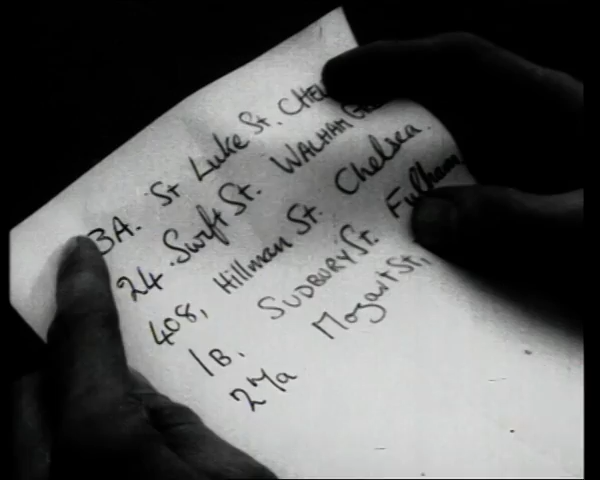 3A. St Luke St. CHEL
24 Swift St. WALHAM G
408, Hillman St. Chelsea.
1B. SUDBURY St. Fulham
27a Mozart St,